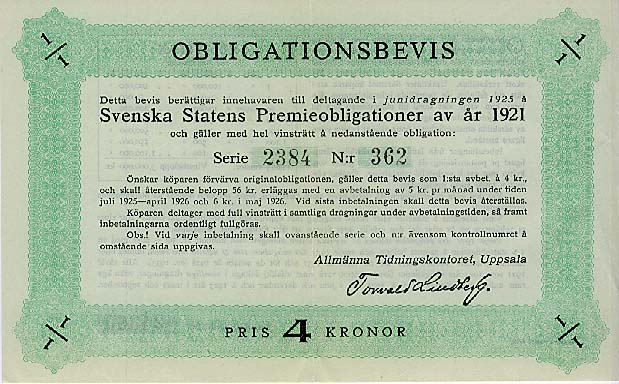 1/1 1/1
OBLIGATIONSBEVIS
Detta bevis berättigar innehavaren till deltagande i junidragningen 1925 å
Svenska Statens Premieobligationer av år 1921
och gäller med hel vinsträtt å nedanstående obligation:
Serie 2384 N:r 362
Önskar köparen förvärva originalobligationen, gäller detta bevis som 1:sta avbet. å 4 kr.,
och skall återstående belopp 56 kr. erläggas med en avbetalning av 5 kr. pr månad under tiden
juli 1925—april 1926 och 6 kr. i maj 1926. Vid sista inbetalningen skall detta bevis återställas.
Köparen deltager med full vinsträtt i samtliga dragningar under avbetalningstiden, så framt
inbetalningarna ordentligt fullgöras.
Obs.! Vid varje inbetalning skall ovanstående serie och n:r ävensom kontrollnumret å
omstående sida uppgivas.
Allmänna Tidningskontoret, Uppsala
Torvald Lindberg.
1/1 1/1
PRIS 4 KRONOR